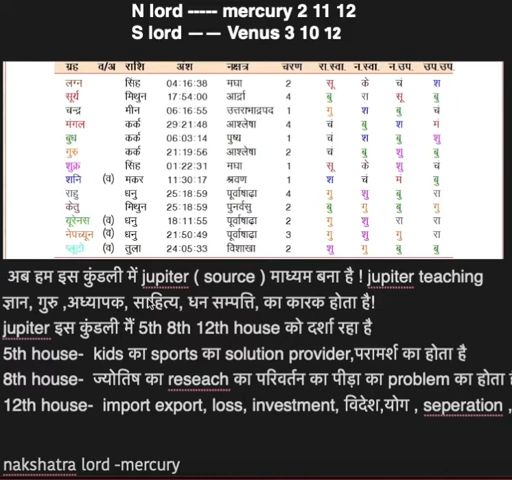 N lord ----- mercury 2 11 12
S lord —— Venus 3 10 12
ग्रह व/अ राशि अंश नक्षत्र चरण रा.स्वा. न.स्वा. न.उप. उप.उप.
लग्न सिंह 04:16:38 मघा 2 सू के चं श
सूर्य मिथुन 17:54:00 आर्द्रा 4 बु रा सू बु
चन्द्र मीन 06:16:55 उत्तराभाद्रपद 1 गु श बु चं
मंगल कर्क 29:21:48 आश्लेषा 4 चं बु श मं
बुध कर्क 06:03:14 पुष्य 1 चं श बु शु
गुरु कर्क 21:19:56 आश्लेषा 2 चं बु शु बु
शुक्र सिंह 01:22:31 मघा 1 सू के शु चं
शनि (व) मकर 11:30:17 श्रवण 1 श चं मं बु
राहु धनु 25:18:59 पूर्वाषाढ़ा 4 गु शु बु रा
केतु मिथुन 25:18:59 पुनर्वसु 2 बु गु बु गु
यूरेनस (व) धनु 18:11:55 पूर्वाषाढ़ा 2 गु शु रा रा
नेपच्यून (व) धनु 21:50:49 पूर्वाषाढ़ा 3 गु शु गु रा
प्लूटो (व) तुला 24:05:33 विशाखा 2 शु गु बु बु
अब हम इस कुंडली में jupiter ( source ) माध्यम बना है ! jupiter teaching
ज्ञान, गुरु ,अध्यापक, साहित्य, धन सम्पत्ति, का कारक होता है!
jupiter इस कुंडली मैं 5th 8th 12th house को दर्शा रहा है
5th house- kids का sports का solution provider,परामर्श का होता है
8th house- ज्योतिष का reseach का परिवर्तन का पीड़ा का problem का होता
12th house- import export, loss, investment, विदेश,योग , seperation ,
nakshatra lord -mercury